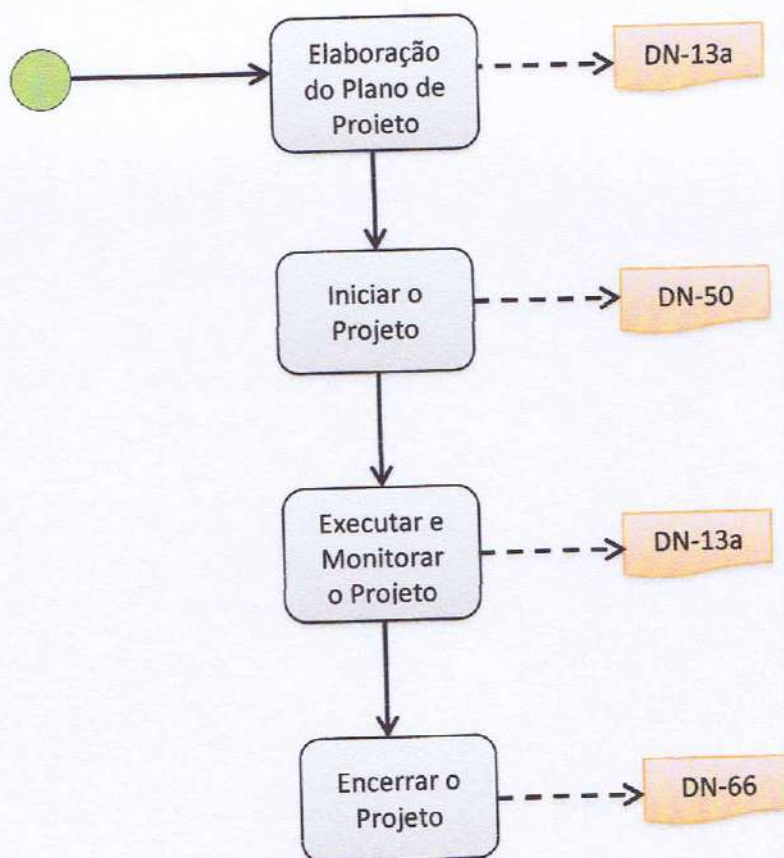 Elaboração
do Plano de
Projeto
DN-13a
Iniciar o
Projeto
DN-50
Executar e
Monitorar
o Projeto
DN-13a
Encerrar o
Projeto
DN-66